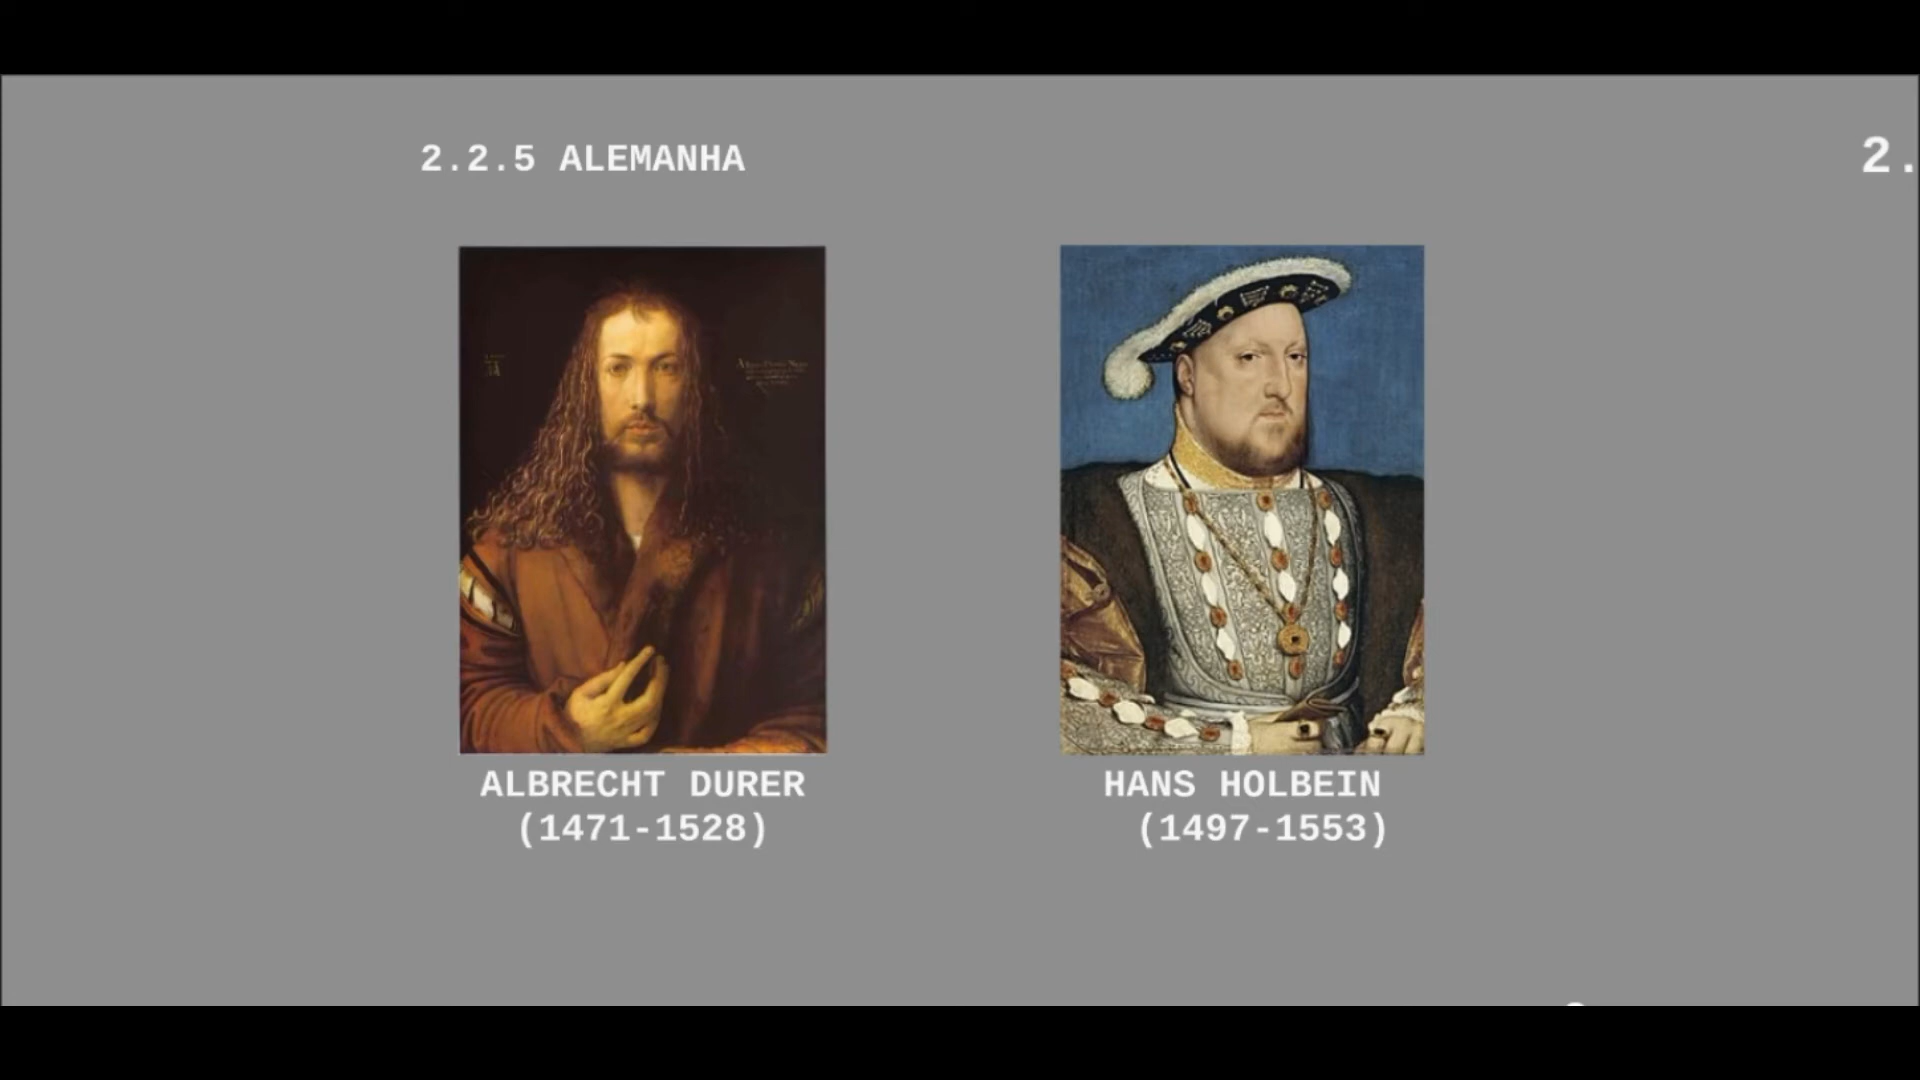 2.2.5 ALEMANHA
2.
ALBRECHT DURER
(1471-1528)
HANS HOLBEIN
(1497-1553)